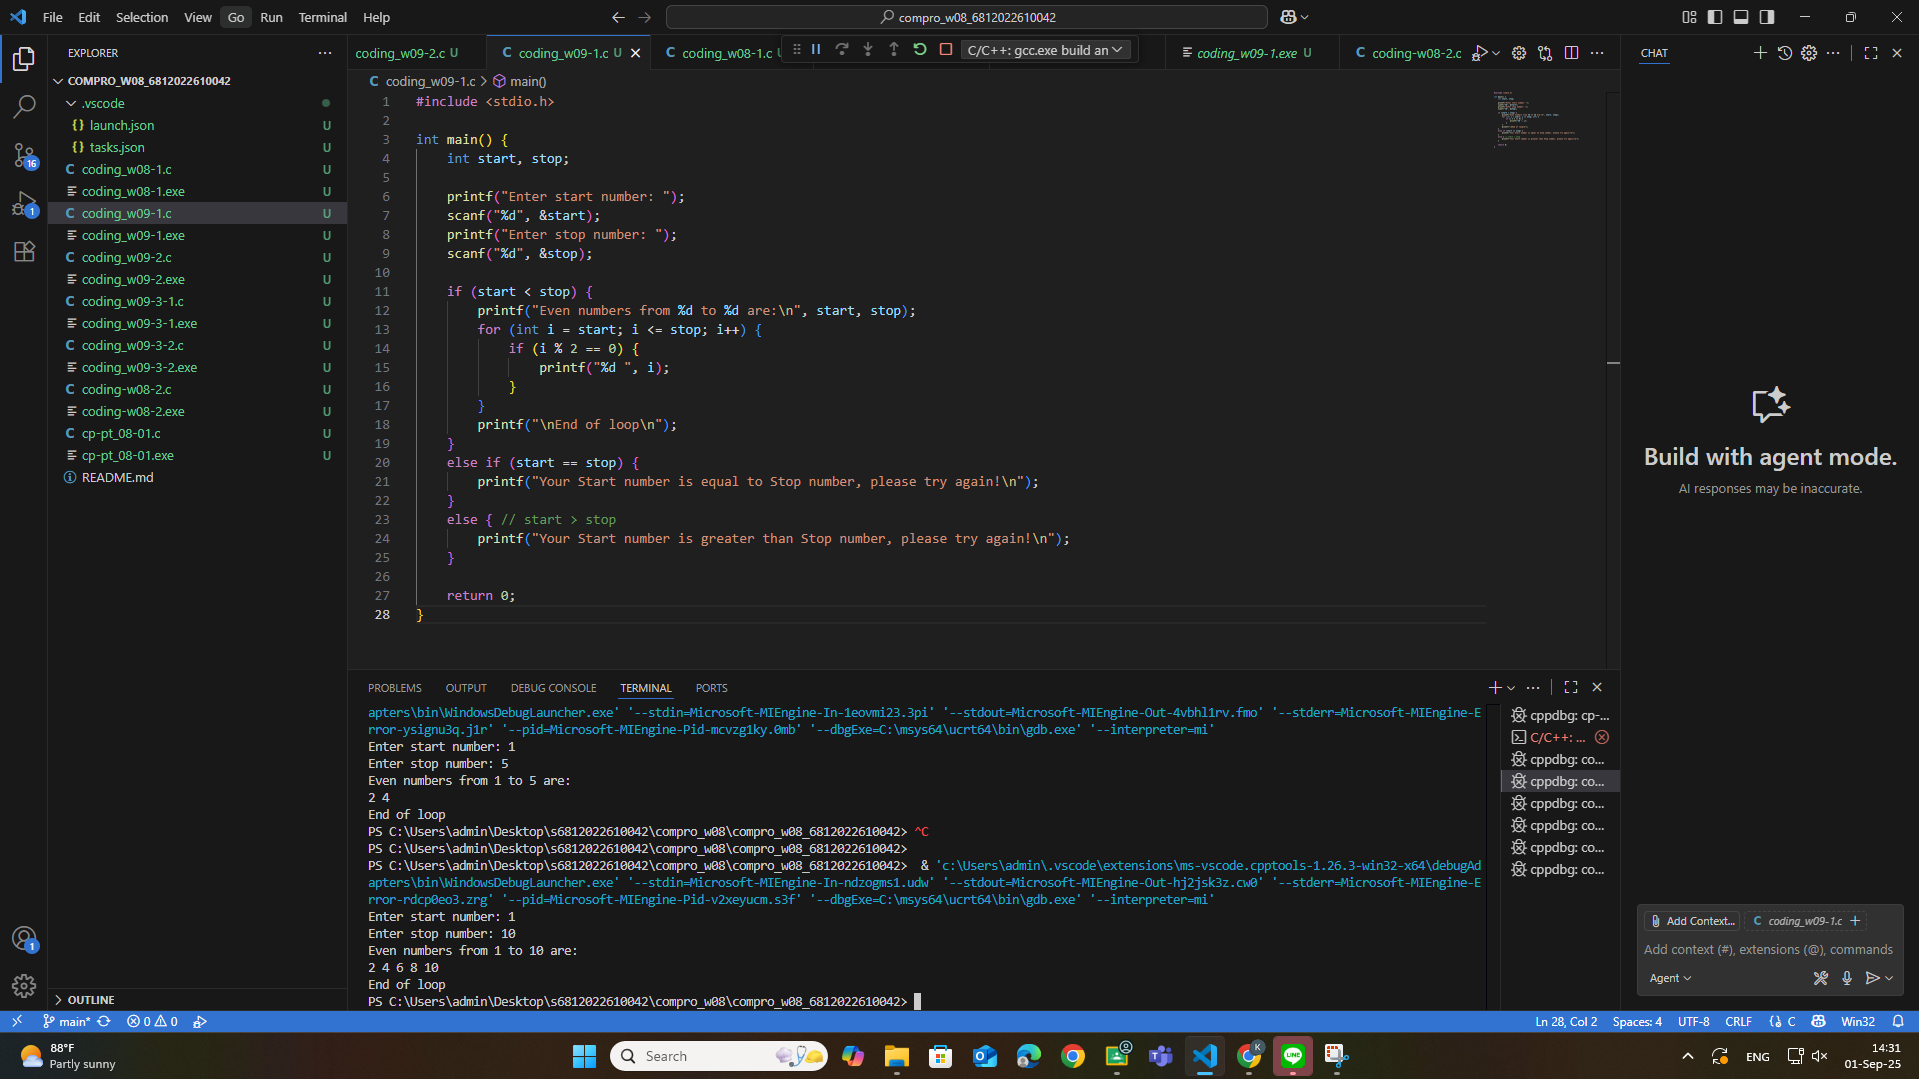 File Edit Selection View Go Run Terminal Help
compro_w08_6812022610042
EXPLORER
COMPRO_W08_6812022610042
.vscode
launch.json U
tasks.json U
C coding_w08-1.c U
coding_w08-1.exe U
C coding_w09-1.c U
coding_w09-1.exe U
C coding_w09-2.c U
coding_w09-2.exe U
C coding_w09-3-1.c U
coding_w09-3-1.exe U
C coding_w09-3-2.c U
coding_w09-3-2.exe U
C coding-w08-2.c U
coding-w08-2.exe U
C cp-pt_08-01.c U
cp-pt_08-01.exe U
README.md
OUTLINE
16
1
1
coding_w09-2.c U
C coding_w09-1.c U
C coding_w08-1.c U
C/C++: gcc.exe build an
coding_w09-1.exe U
C coding-w08-2.c
C coding_w09-1.c > main()
1 #include <stdio.h>
2
3 int main() {
4 int start, stop;
5
6 printf("Enter start number: ");
7 scanf("%d", &start);
8 printf("Enter stop number: ");
9 scanf("%d", &stop);
10
11 if (start < stop) {
12 printf("Even numbers from %d to %d are:\n", start, stop);
13 for (int i = start; i <= stop; i++) {
14 if (i % 2 == 0) {
15 printf("%d ", i);
16 }
17 }
18 printf("\nEnd of loop\n");
19 }
20 else if (start == stop) {
21 printf("Your Start number is equal to Stop number, please try again!\n");
22 }
23 else { // start > stop
24 printf("Your Start number is greater than Stop number, please try again!\n");
25 }
26
27 return 0;
28 }
PROBLEMS OUTPUT DEBUG CONSOLE TERMINAL PORTS
apters\bin\WindowsDebugLauncher.exe' '--stdin=Microsoft-MIEngine-In-1eovmi23.3pi' '--stdout=Microsoft-MIEngine-Out-4vbhl1rv.fmo' '--stderr=Microsoft-MIEngine-E
rror-ysignu3q.j1r' '--pid=Microsoft-MIEngine-Pid-mcvzg1ky.0mb' '--dbgExe=C:\msys64\ucrt64\bin\gdb.exe' '--interpreter=mi'
Enter start number: 1
Enter stop number: 5
Even numbers from 1 to 5 are:
2 4
End of loop
PS C:\Users\admin\Desktop\s6812022610042\compro_w08\compro_w08_6812022610042> ^C
PS C:\Users\admin\Desktop\s6812022610042\compro_w08\compro_w08_6812022610042>
PS C:\Users\admin\Desktop\s6812022610042\compro_w08\compro_w08_6812022610042> & 'c:\Users\admin\.vscode\extensions\ms-vscode.cpptools-1.26.3-win32-x64\debugAd
apters\bin\WindowsDebugLauncher.exe' '--stdin=Microsoft-MIEngine-In-ndzogms1.udw' '--stdout=Microsoft-MIEngine-Out-hj2jsk3z.cw0' '--stderr=Microsoft-MIEngine-E
rror-rdcp0eo3.zrg' '--pid=Microsoft-MIEngine-Pid-v2xeyucm.s3f' '--dbgExe=C:\msys64\ucrt64\bin\gdb.exe' '--interpreter=mi'
Enter start number: 1
Enter stop number: 10
Even numbers from 1 to 10 are:
2 4 6 8 10
End of loop
PS C:\Users\admin\Desktop\s6812022610042\compro_w08\compro_w08_6812022610042>
cppdbg: cp-...
C/C++: ...
cppdbg: co...
cppdbg: co...
cppdbg: co...
cppdbg: co...
cppdbg: co...
cppdbg: co...
CHAT
Build with agent mode.
AI responses may be inaccurate.
Add Context...
C coding_w09-1.c +
Add context (#), extensions (@), commands
Agent
main* 0 0
Ln 28, Col 2 Spaces: 4 UTF-8 CRLF {} C Win32
88°F
Partly sunny
Search
K
LINE
ENG
14:31
01-Sep-25